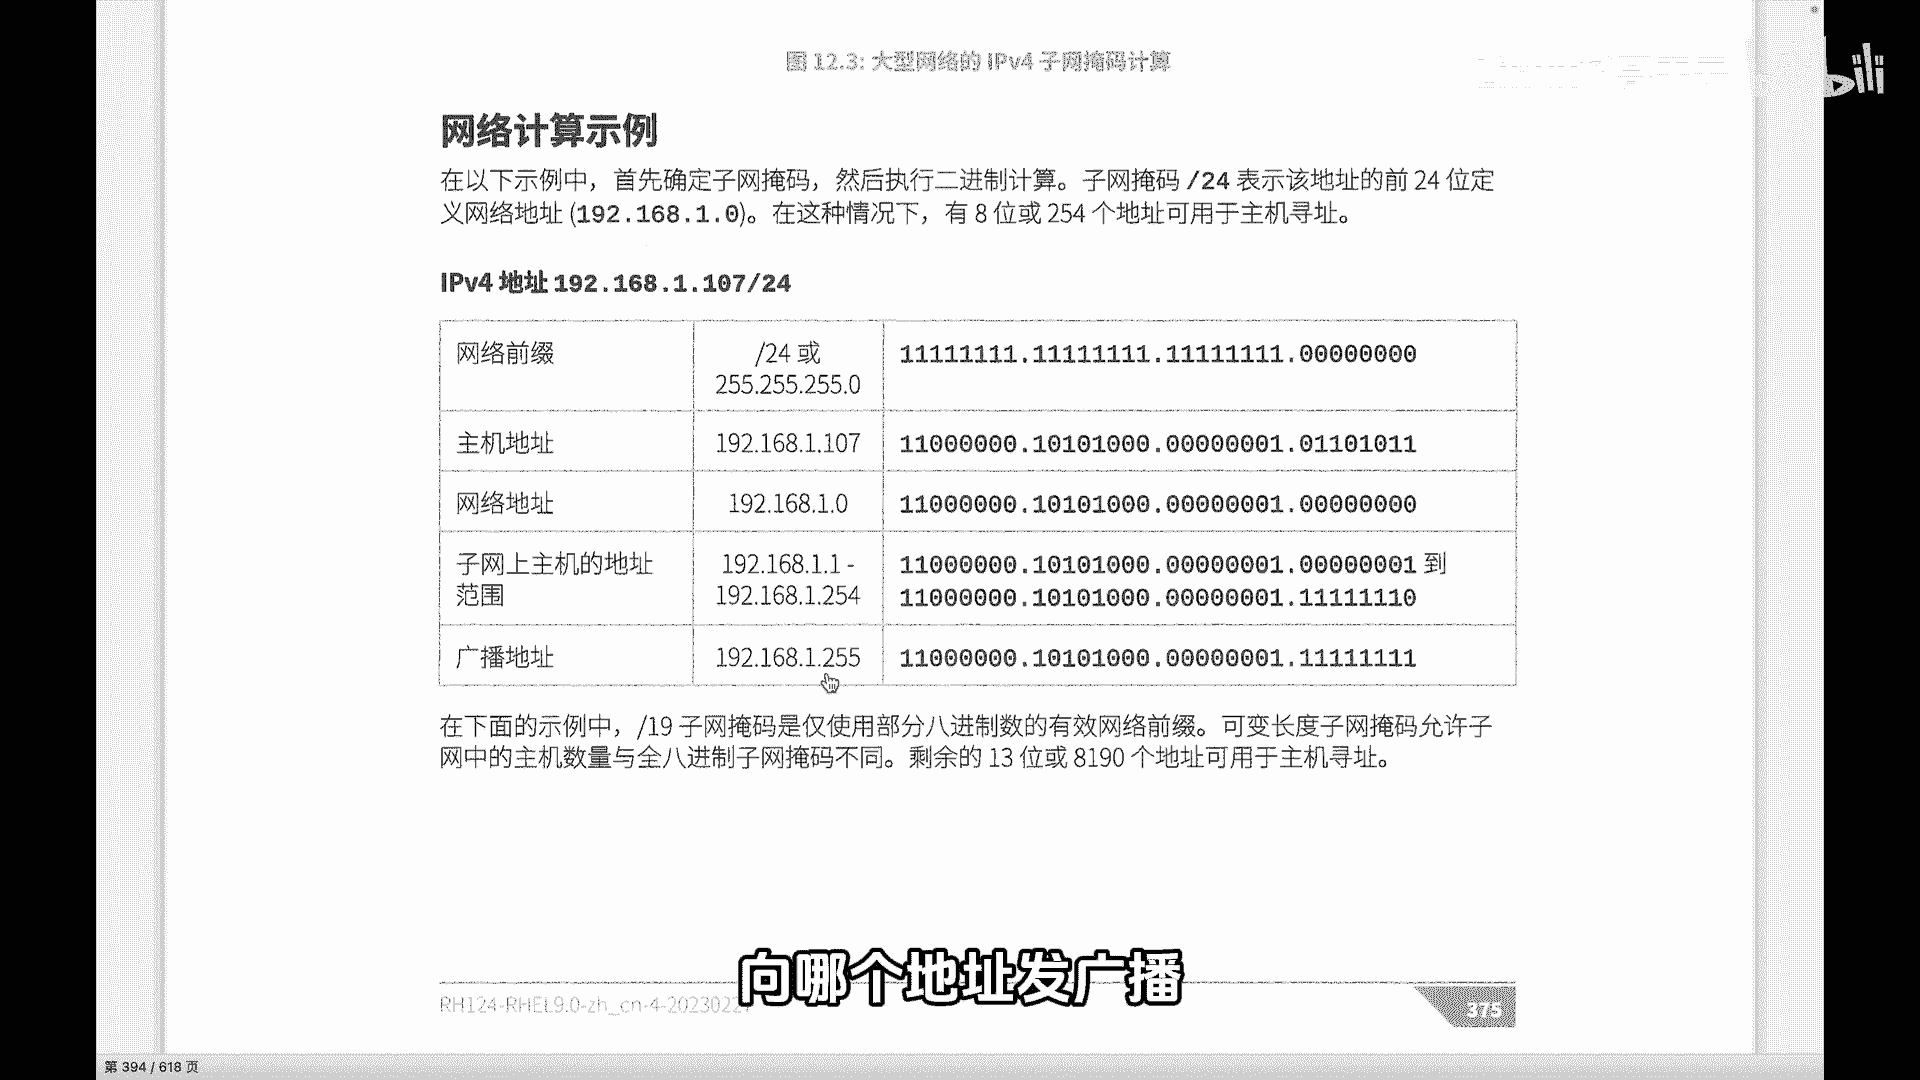 图 12.3: 大型网络的 IPv4 子网掩码计算
bili
网络计算示例
在以下示例中，首先确定子网掩码，然后执行二进制计算。子网掩码 /24 表示该地址的前 24 位定
义网络地址 (192.168.1.0)。在这种情况下，有 8 位或 254 个地址可用于主机寻址。
IPv4 地址 192.168.1.107/24
网络前缀 /24 或 11111111.11111111.11111111.00000000
255.255.255.0
主机地址 192.168.1.107 11000000.10101000.00000001.01101011
网络地址 192.168.1.0 11000000.10101000.00000001.00000000
子网上主机的地址 192.168.1.1 - 11000000.10101000.00000001.00000001 到
范围 192.168.1.254 11000000.10101000.00000001.11111110
广播地址 192.168.1.255 11000000.10101000.00000001.11111111
在下面的示例中，/19 子网掩码是仅使用部分八进制数的有效网络前缀。可变长度子网掩码允许子
网中的主机数量与全八进制子网掩码不同。剩余的 13 位或 8190 个地址可用于主机寻址。
向哪个地址发广播
RH124-RHEL9.0-zh_cn-4-20230227
375
第 394 / 618 页